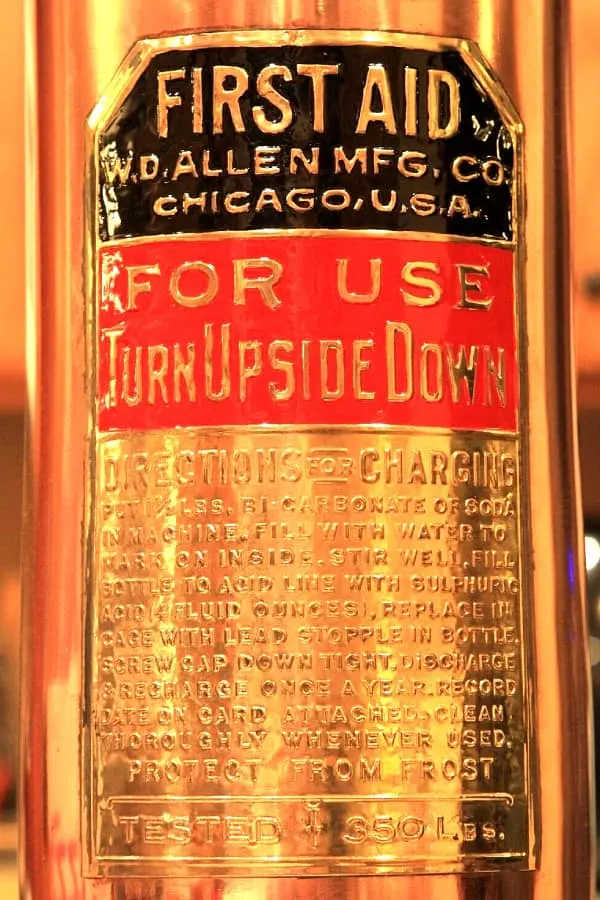 FIRST AID
W.D. ALLEN MFG. CO.
CHICAGO, U.S.A.
FOR USE
TURN UPSIDE DOWN
DIRECTIONS FOR CHARGING
PUT 1½ LBS. BI-CARBONATE OF SODA
IN MACHINE. FILL WITH WATER TO
MARK ON INSIDE. STIR WELL. FILL
BOTTLE TO ACID LINE WITH SULPHURIC
ACID (4 FLUID OUNCES), REPLACE IN
CAGE WITH LEAD STOPPLE IN BOTTLE.
SCREW CAP DOWN TIGHT. DISCHARGE
& RECHARGE ONCE A YEAR. RECORD
DATE ON CARD ATTACHED. CLEAN
THOROUGHLY WHENEVER USED.
PROTECT FROM FROST
TESTED 350 LBS.